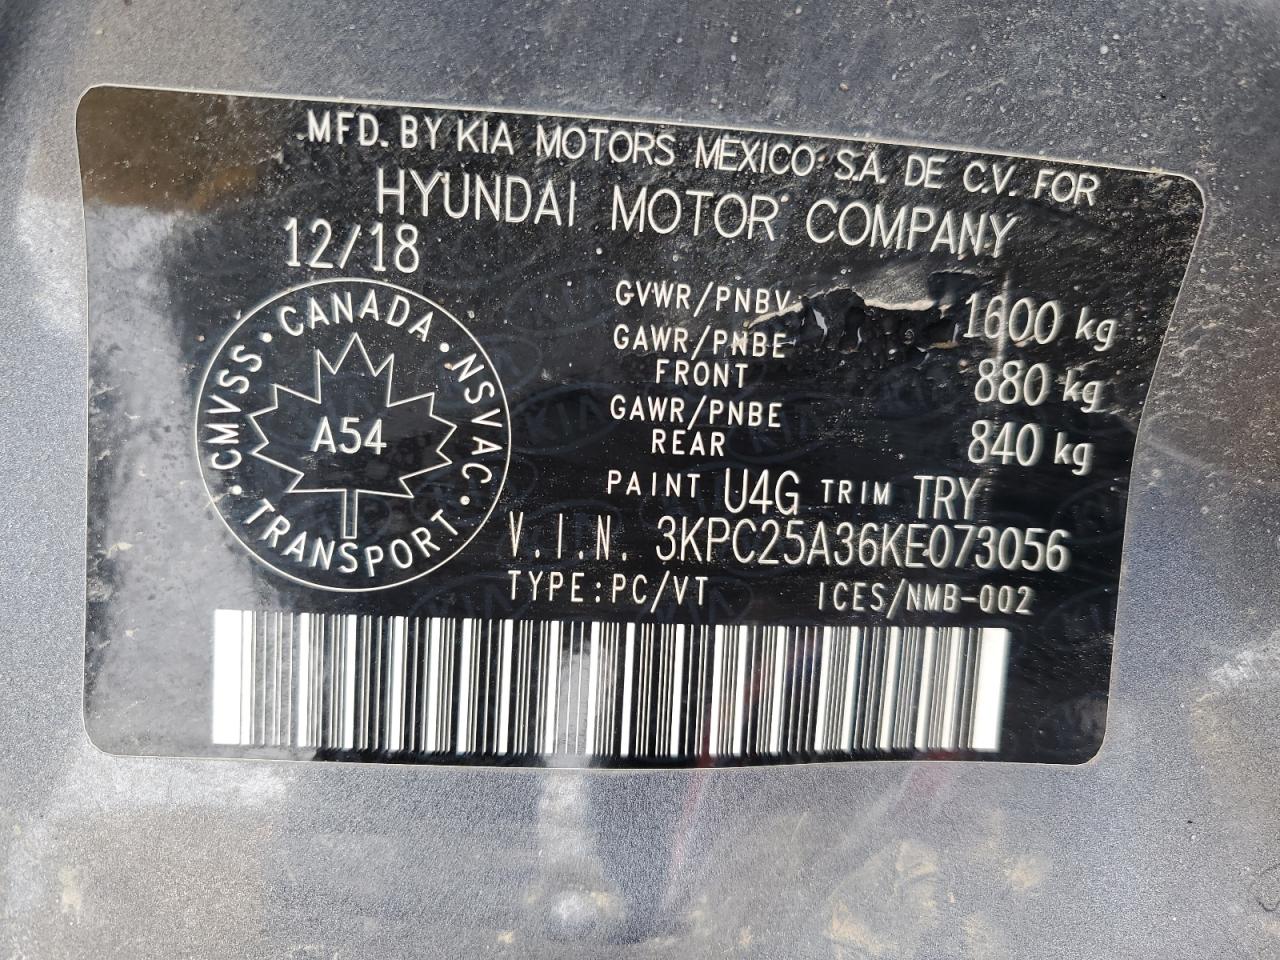 MFD. BY KIA MOTORS MEXICO S.A. DE C.V. FOR
HYUNDAI MOTOR COMPANY
12/18
GVWR/PNBV 1600 kg
GAWR/PNBE FRONT 880 kg
GAWR/PNBE REAR 840 kg
CANADA · NSVAC · TRANSPORT · CMVSS ·
A54
PAINT U4G TRIM TRY
V.I.N. 3KPC25A36KE073056
TYPE:PC/VT ICES/NMB-002